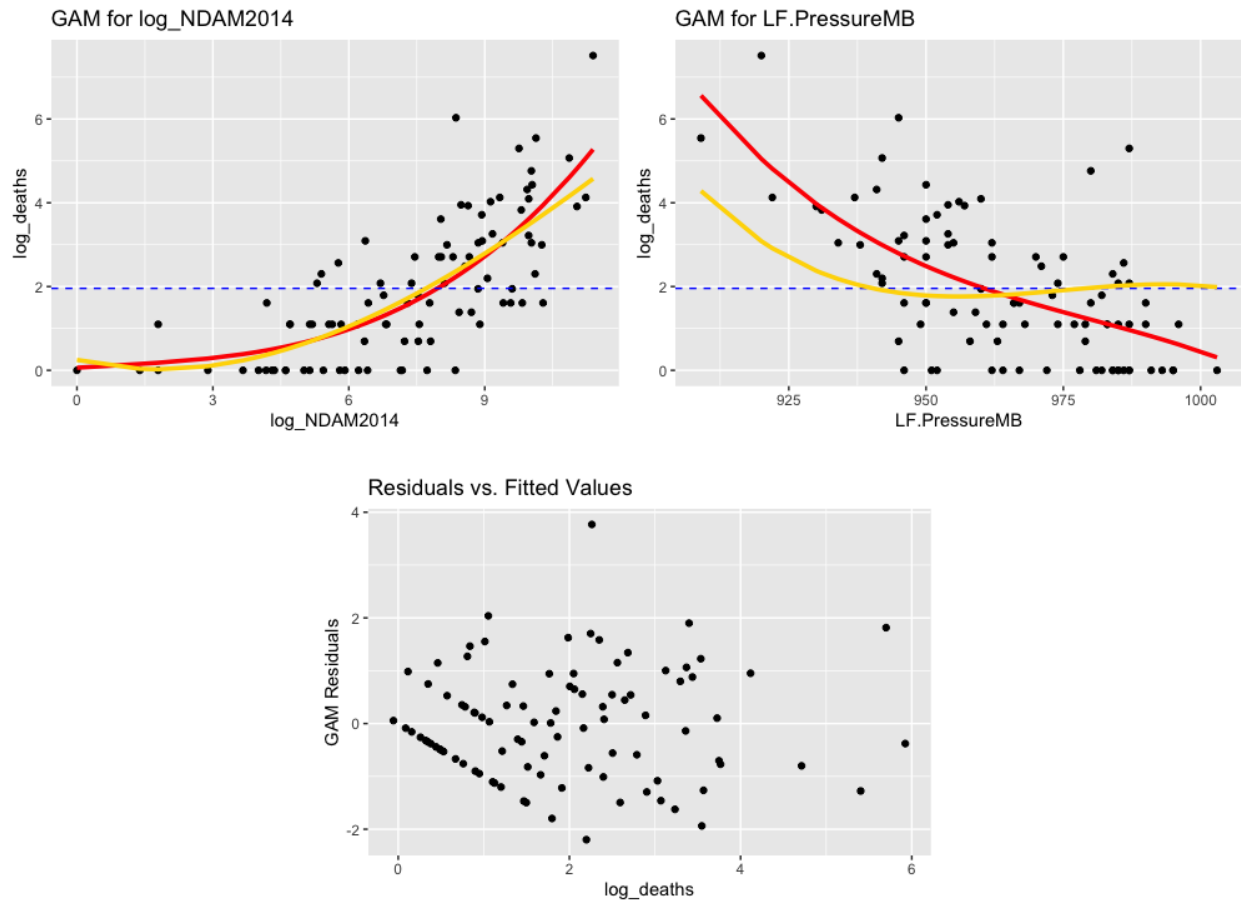 GAM for log_NDAM2014
log_deaths
6
4
2
0
0
3
6
9
log_NDAM2014
GAM for LF.PressureMB
log_deaths
6
4
2
0
925
950
975
1000
LF.PressureMB
Residuals vs. Fitted Values
GAM Residuals
4
2
0
-2
0
2
4
6
log_deaths